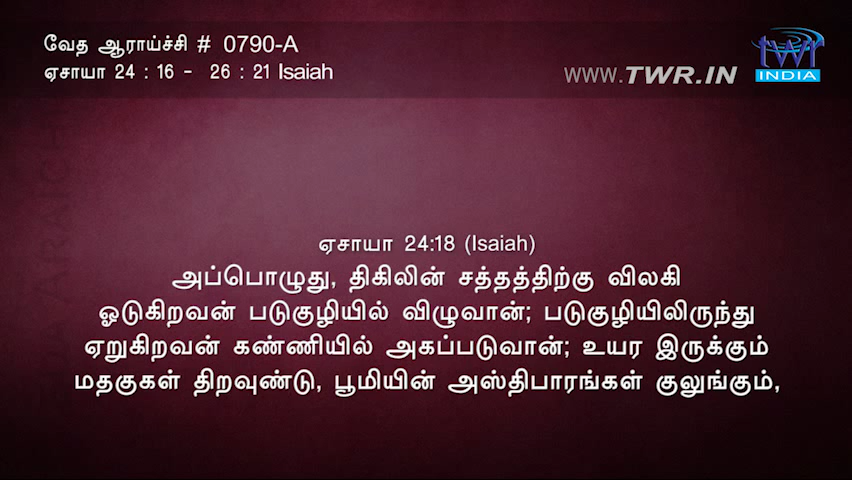 வேத ஆராய்ச்சி # 0790-A
ஏசாயா 24 : 16 - 26 : 21 Isaiah
WWW.TWR.IN
twr
INDIA
ஏசாயா 24:18 (Isaiah)
அப்பொழுது, திகிலின் சத்தத்திற்கு விலகி
ஓடுகிறவன் படுகுழியில் விழுவான்; படுகுழியிலிருந்து
ஏறுகிறவன் கண்ணியில் அகப்படுவான்; உயர இருக்கும்
மதகுகள் திறவுண்டு, பூமியின் அஸ்திபாரங்கள் குலுங்கும்,